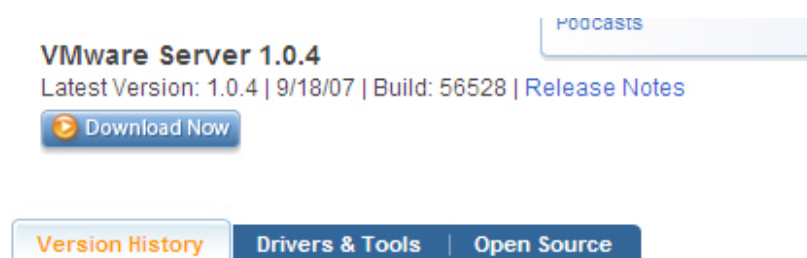 Podcasts
VMware Server 1.0.4
Latest Version: 1.0.4 | 9/18/07 | Build: 56528 | Release Notes
Download Now
Version History
Drivers & Tools | Open Source